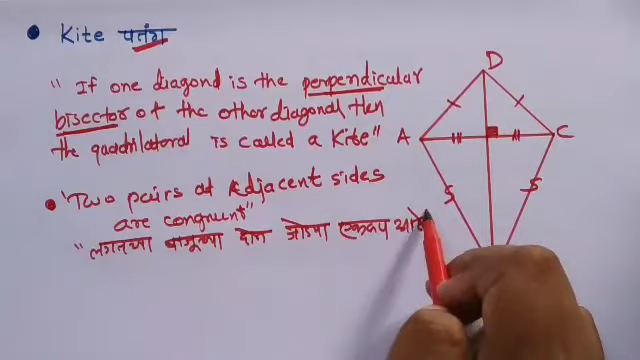 Kite पतंग
" If one diagonal is the perpendicular
bisector of the other diagonal then
the quadrilateral is called a Kite"
"Two pairs of Adjacent sides
are congruent"
"लगतच्या बाजूच्या दोन जोड्या एकरूप
D
A
C
S
S